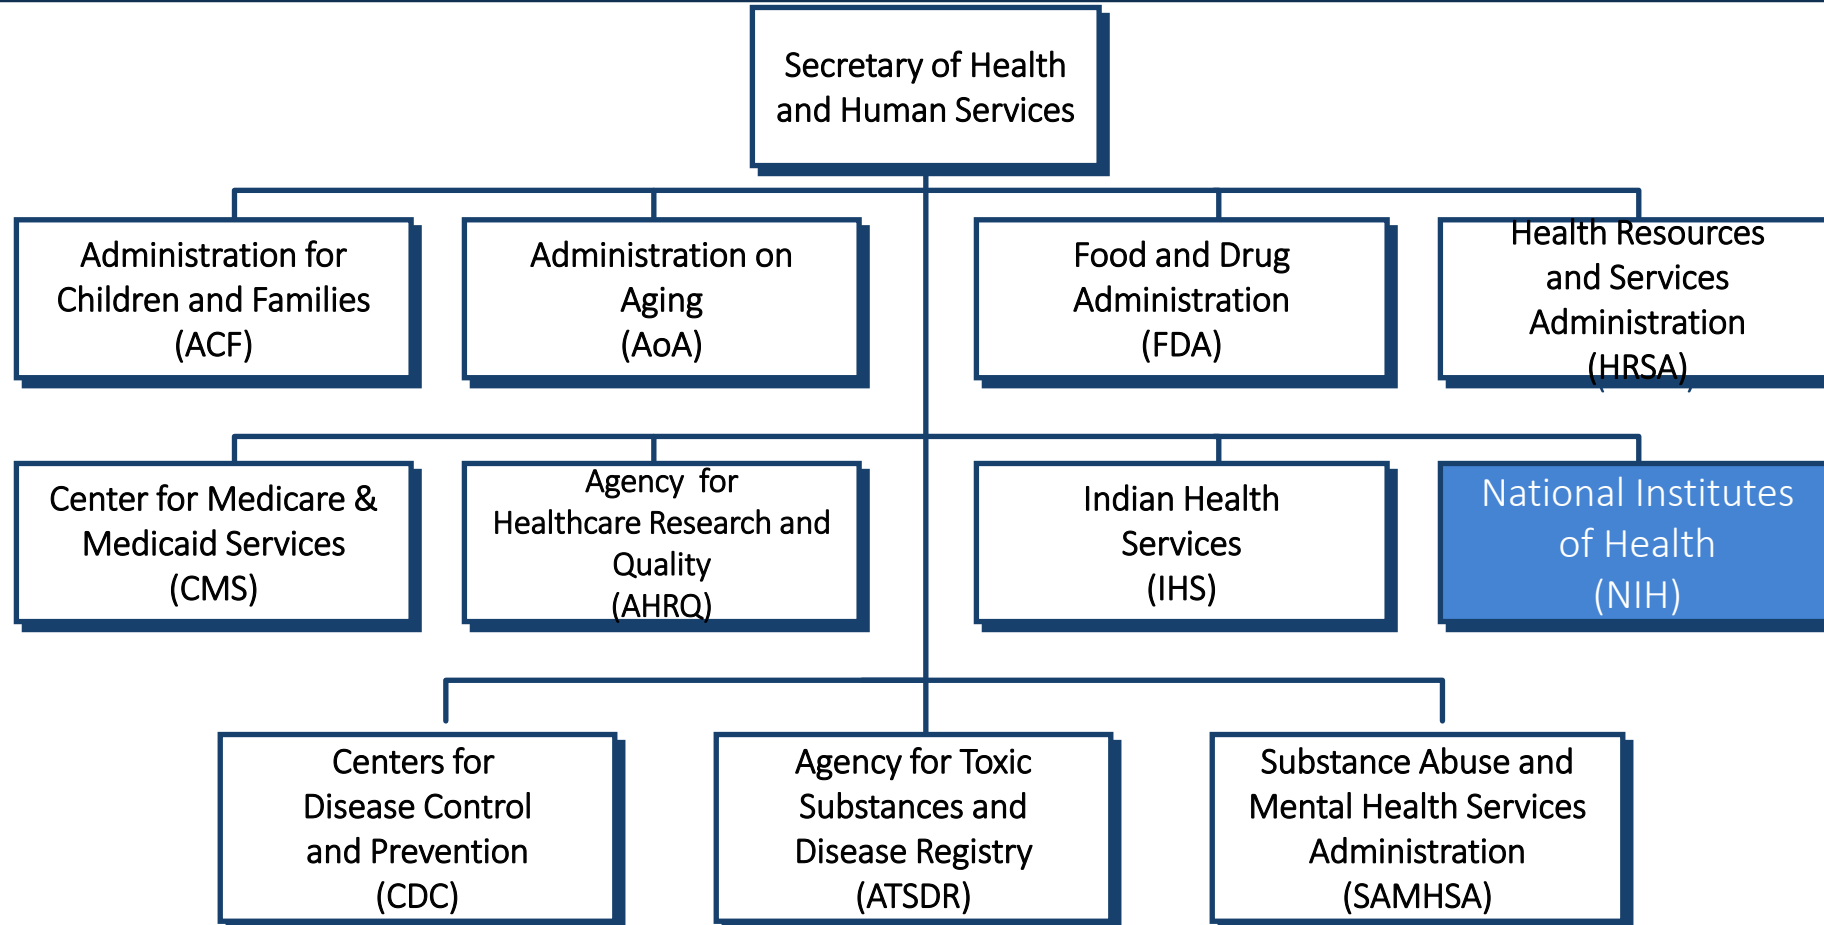 Secretary of Health
and Human Services
Administration for
Children and Families
(ACF)
Administration on
Aging
(AoA)
Food and Drug
Administration
(FDA)
Health Resources
and Services
Administration
(HRSA)
Center for Medicare &
Medicaid Services
(CMS)
Agency for
Healthcare Research and
Quality
(AHRQ)
Indian Health
Services
(IHS)
National Institutes
of Health
(NIH)
Centers for
Disease Control
and Prevention
(CDC)
Agency for Toxic
Substances and
Disease Registry
(ATSDR)
Substance Abuse and
Mental Health Services
Administration
(SAMHSA)